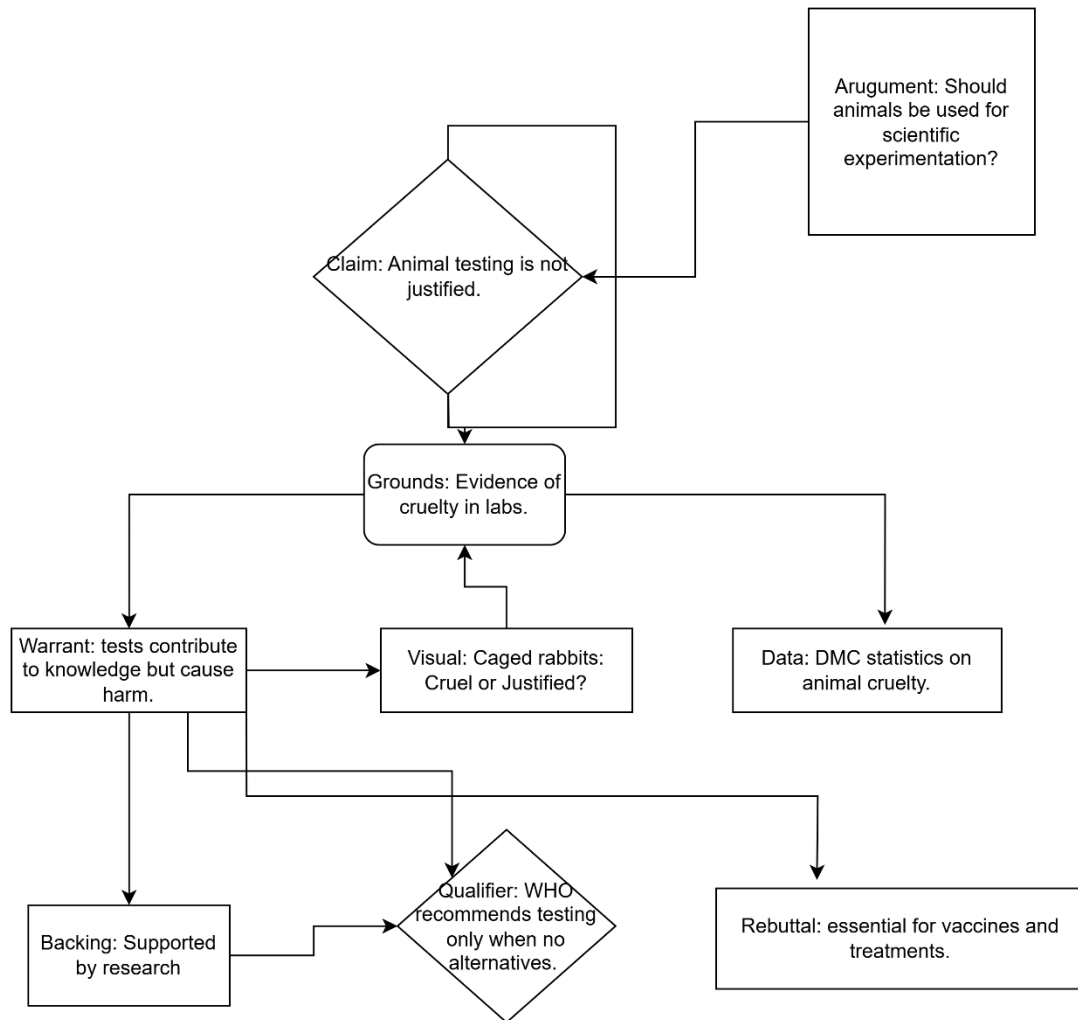 Arugument: Should
animals be used for
scientific
experimentation?
Claim: Animal testing is not
justified.
Grounds: Evidence of
cruelty in labs.
Warrant: tests contribute
to knowledge but cause
harm.
Visual: Caged rabbits:
Cruel or Justified?
Data: DMC statistics on
animal cruelty.
Backing: Supported
by research
Qualifier: WHO
recommends testing
only when no
alternatives.
Rebuttal: essential for vaccines and
treatments.